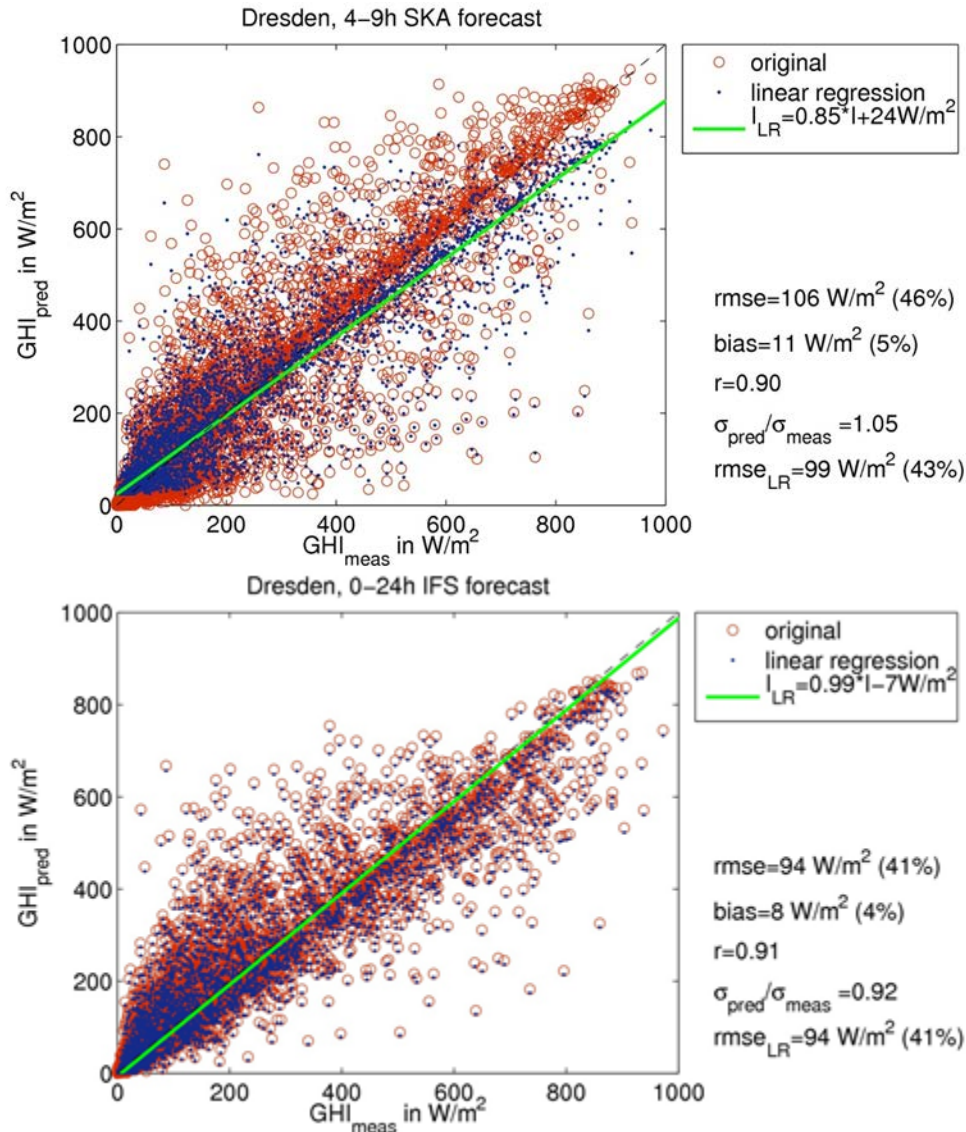 Dresden, 4−9h SKA forecast
1000
800
600
400
200
0
GHI_pred in W/m²
0 200 400 600 800 1000
GHI_meas in W/m²
original
linear regression
I_LR=0.85*I+24W/m²
rmse=106 W/m² (46%)
bias=11 W/m² (5%)
r=0.90
σ_pred/σ_meas =1.05
rmse_LR=99 W/m² (43%)
Dresden, 0−24h IFS forecast
1000
800
600
400
200
0
GHI_pred in W/m²
0 200 400 600 800 1000
GHI_meas in W/m²
original
linear regression
I_LR=0.99*I−7W/m²
rmse=94 W/m² (41%)
bias=8 W/m² (4%)
r=0.91
σ_pred/σ_meas =0.92
rmse_LR=94 W/m² (41%)